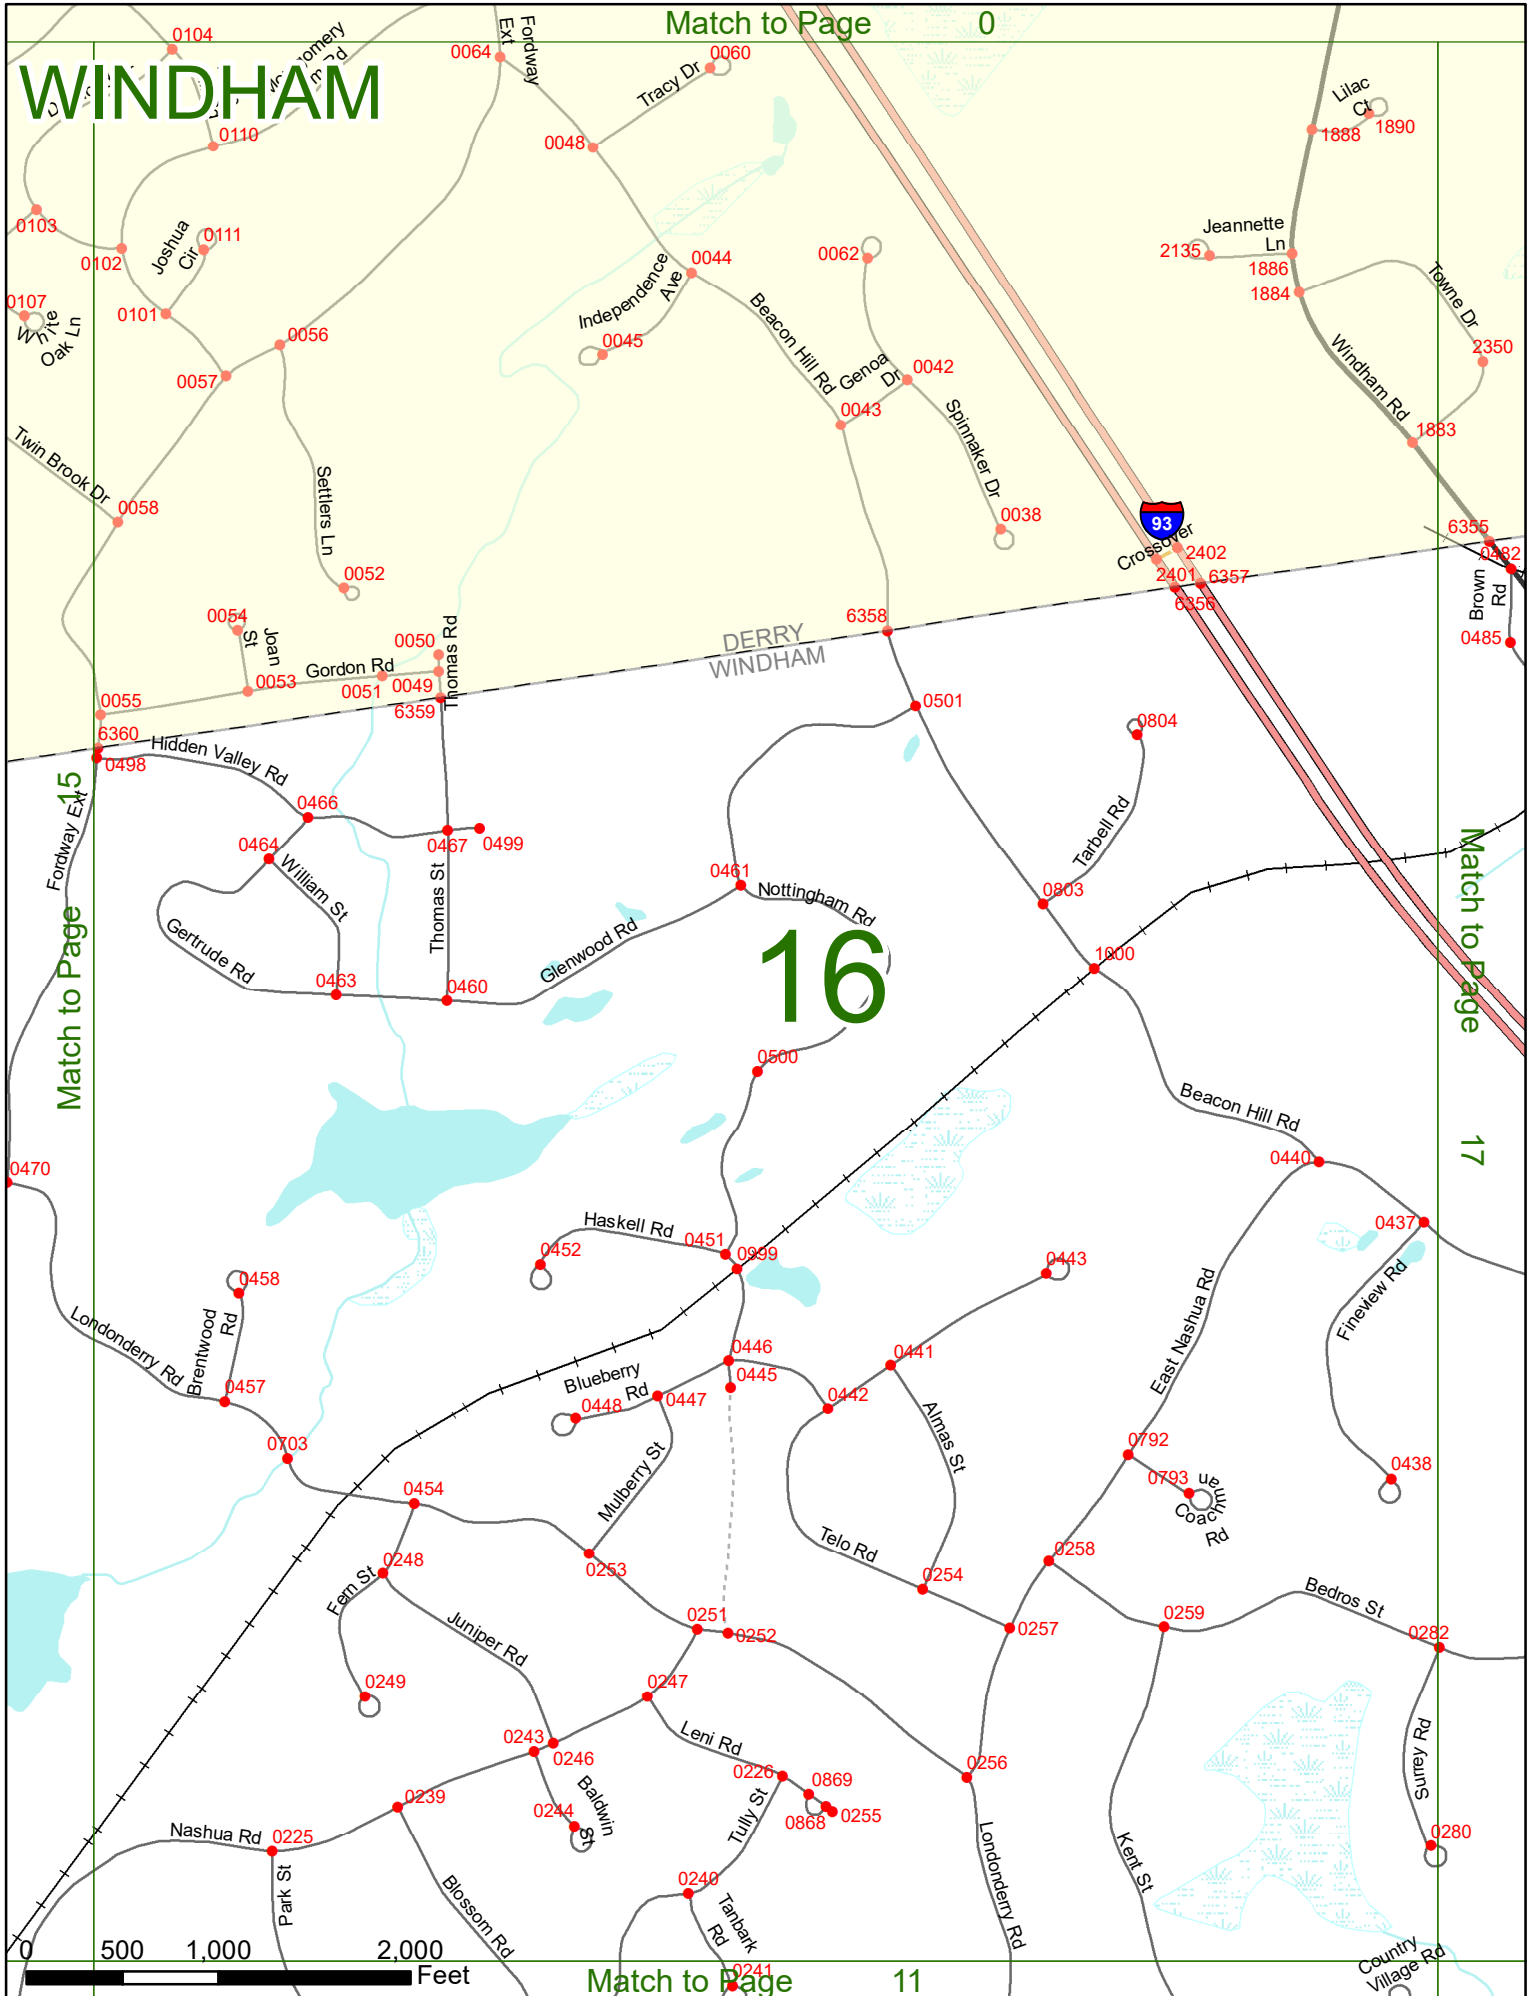 Match to Page 0
WINDHAM
0104
Montgomery
Rd
Fordway
Ext
0064
0060
Tracy Dr
0048
0110
Lilac
Ct
1888
1890
0103
0102
Joshua
Cir
0111
0101
0107
White
Oak Ln
0044
0062
Independence
Ave
0045
Jeannette
Ln
2135
1886
1884
Towne Dr
2350
Windham Rd
1883
0056
0057
Beacon Hill Rd
Genoa
Dr
0042
0043
Spinnaker Dr
0038
Twin Brook Dr
0058
Settlers Ln
0052
93
Crossover
2402
2401
6357
6356
6355
0482
Brown
Rd
0485
0054
Joan
St
0050
Thomas Rd
Gordon Rd
0053
0051
0049
6359
6358
DERRY
WINDHAM
0055
6360
0498
Hidden Valley Rd
0501
0804
Match to Page 15
Fordway Ext
0466
0464
0467
0499
William St
Thomas St
Gertrude Rd
0463
0460
0461
Nottingham Rd
Glenwood Rd
16
Tarbell Rd
0803
1000
Match to Page 17
0500
Beacon Hill Rd
0440
0437
0470
Haskell Rd
0451
0452
0999
0443
0458
Londonderry Rd
Brentwood
Rd
0457
East Nashua Rd
Fineview Rd
0446
0445
Blueberry
Rd
0447
0448
0441
0442
Almas St
0703
0454
Mulberry St
0792
0793
Coachman
Rd
0438
0253
Telo Rd
0254
0258
0248
Fern St
Juniper Rd
0251
0252
0257
0259
Bedros St
0282
0249
0247
Leni Rd
0243
0246
0226
0869
0868
0255
0256
Surrey Rd
0239
0244
Baldwin
St
Tully St
Nashua Rd
0225
Park St
Blossom Rd
0240
Tanbark
Rd
0241
Londonderry Rd
Kent St
0280
Country
Village Rd
0 500 1,000 2,000
Feet
Match to Page 11